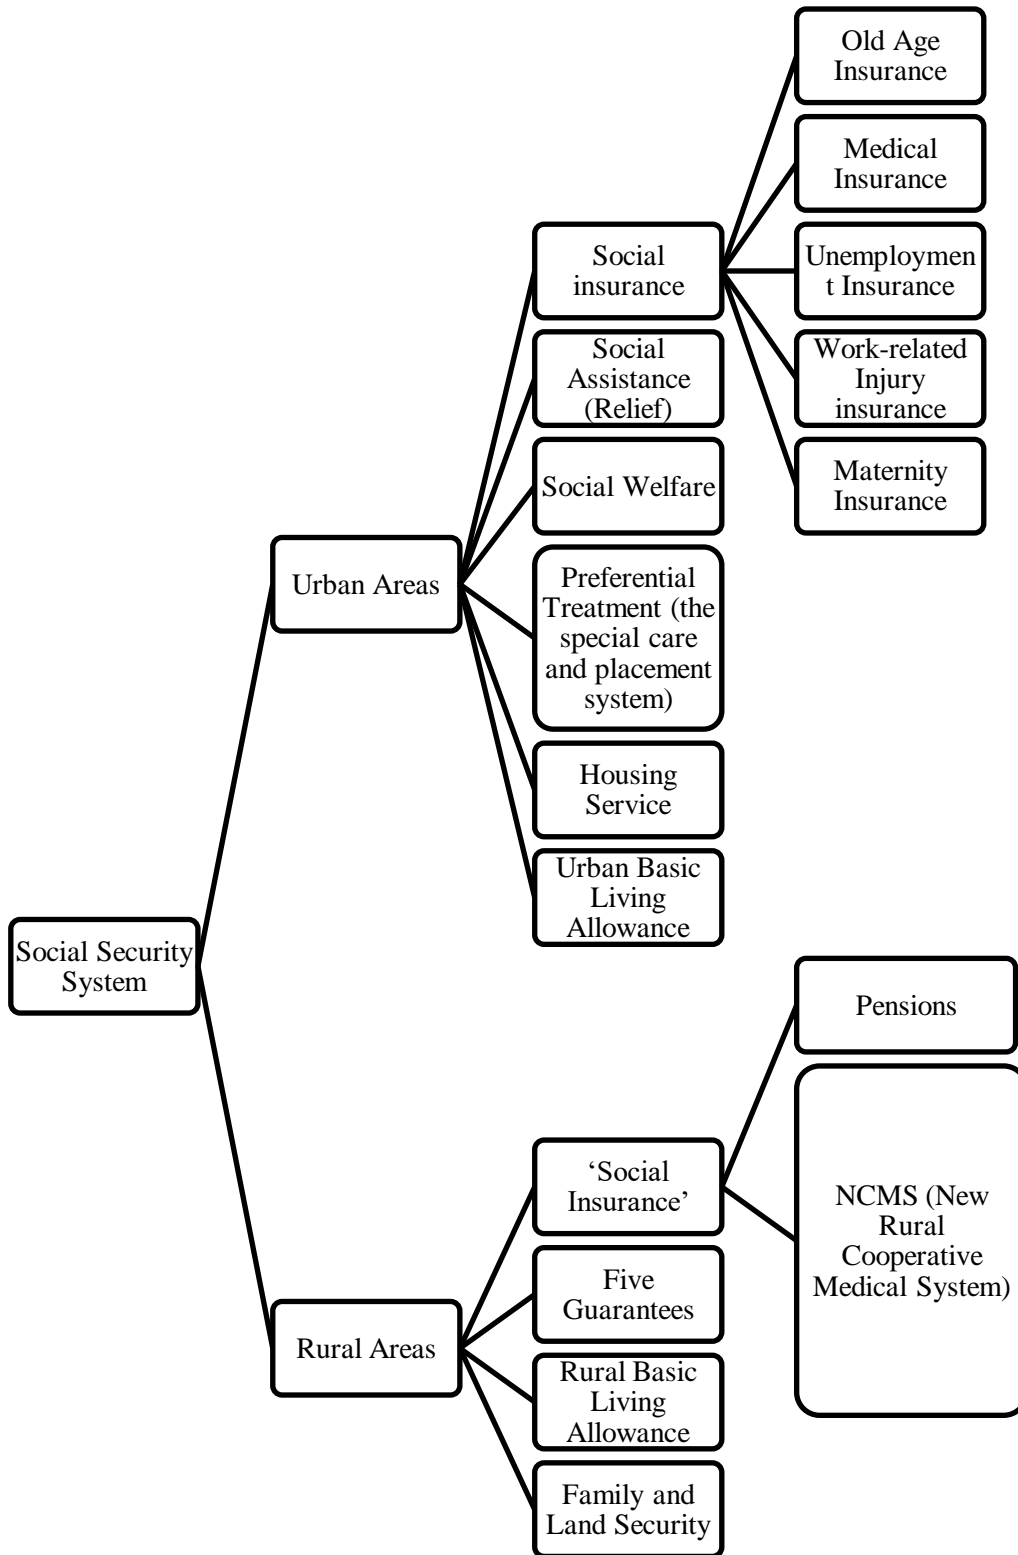 Old Age
Insurance
Medical
Insurance
Unemploymen
t Insurance
Work-related
Injury
insurance
Maternity
Insurance
Social
insurance
Social
Assistance
(Relief)
Social Welfare
Preferential
Treatment (the
special care
and placement
system)
Housing
Service
Urban Basic
Living
Allowance
Urban Areas
Social Security
System
Pensions
NCMS (New
Rural
Cooperative
Medical System)
‘Social
Insurance’
Five
Guarantees
Rural Basic
Living
Allowance
Family and
Land Security
Rural Areas